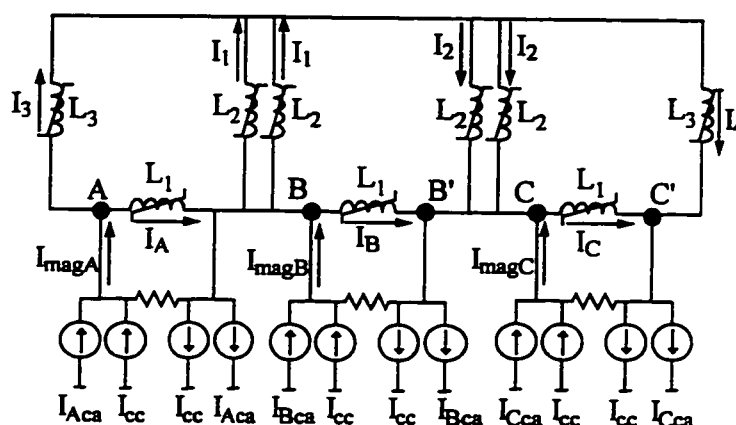 I1 I1 I2 I2
I3 L3 L2 L2 L2 L2 L3 I
A L1 B L1 B' C L1 C'
IA IB IC
ImagA ImagB ImagC
IAca Icc Icc IAca IBca Icc Icc IBca ICca Icc Icc ICca